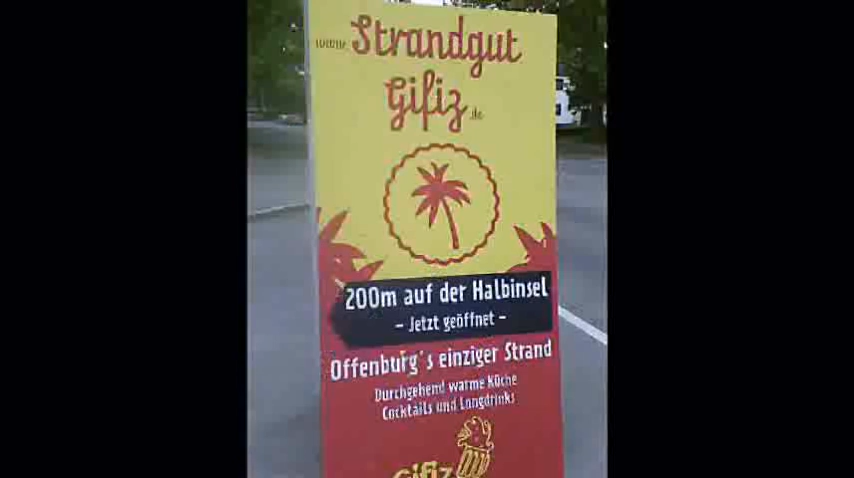 www.Strandgut
Gifiz.de
200m auf der Halbinsel
- Jetzt geöffnet -
Offenburg's einziger Strand
Durchgehend warme Küche
Cocktails und Longdrinks
Gifiz